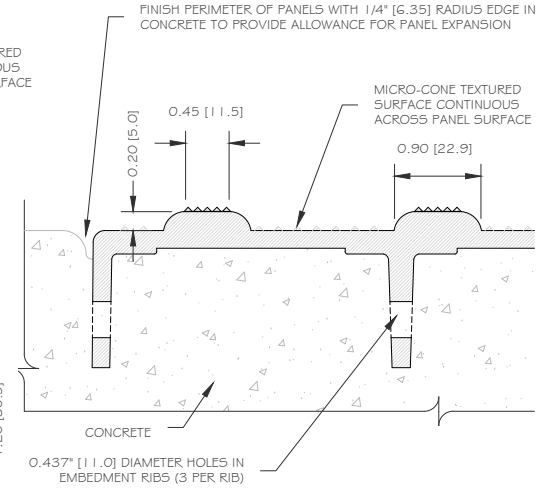 FINISH PERIMETER OF PANELS WITH 1/4" [6.35] RADIUS EDGE IN
CONCRETE TO PROVIDE ALLOWANCE FOR PANEL EXPANSION
MICRO-CONE TEXTURED
SURFACE CONTINUOUS
ACROSS PANEL SURFACE
0.45 [11.5]
0.20 [5.0]
0.90 [22.9]
CONCRETE
0.437" [11.0] DIAMETER HOLES IN
EMBEDMENT RIBS (3 PER RIB)